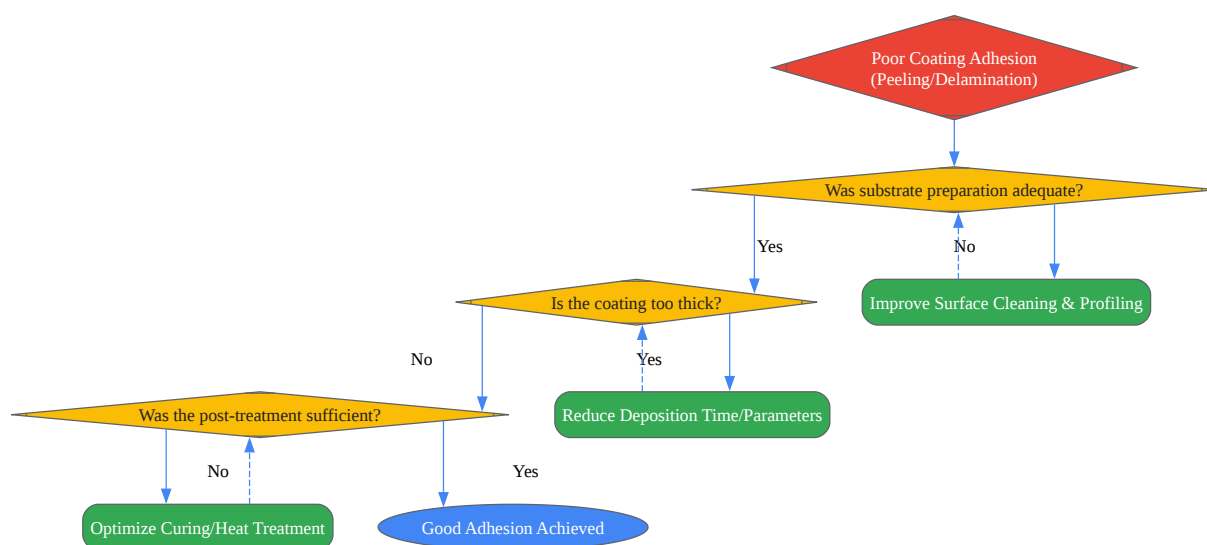 Poor Coating Adhesion
(Peeling/Delamination)
Was substrate preparation adequate?
Yes
No
Improve Surface Cleaning & Profiling
Is the coating too thick?
No
Yes
Reduce Deposition Time/Parameters
Was the post-treatment sufficient?
No
Yes
Optimize Curing/Heat Treatment
Good Adhesion Achieved